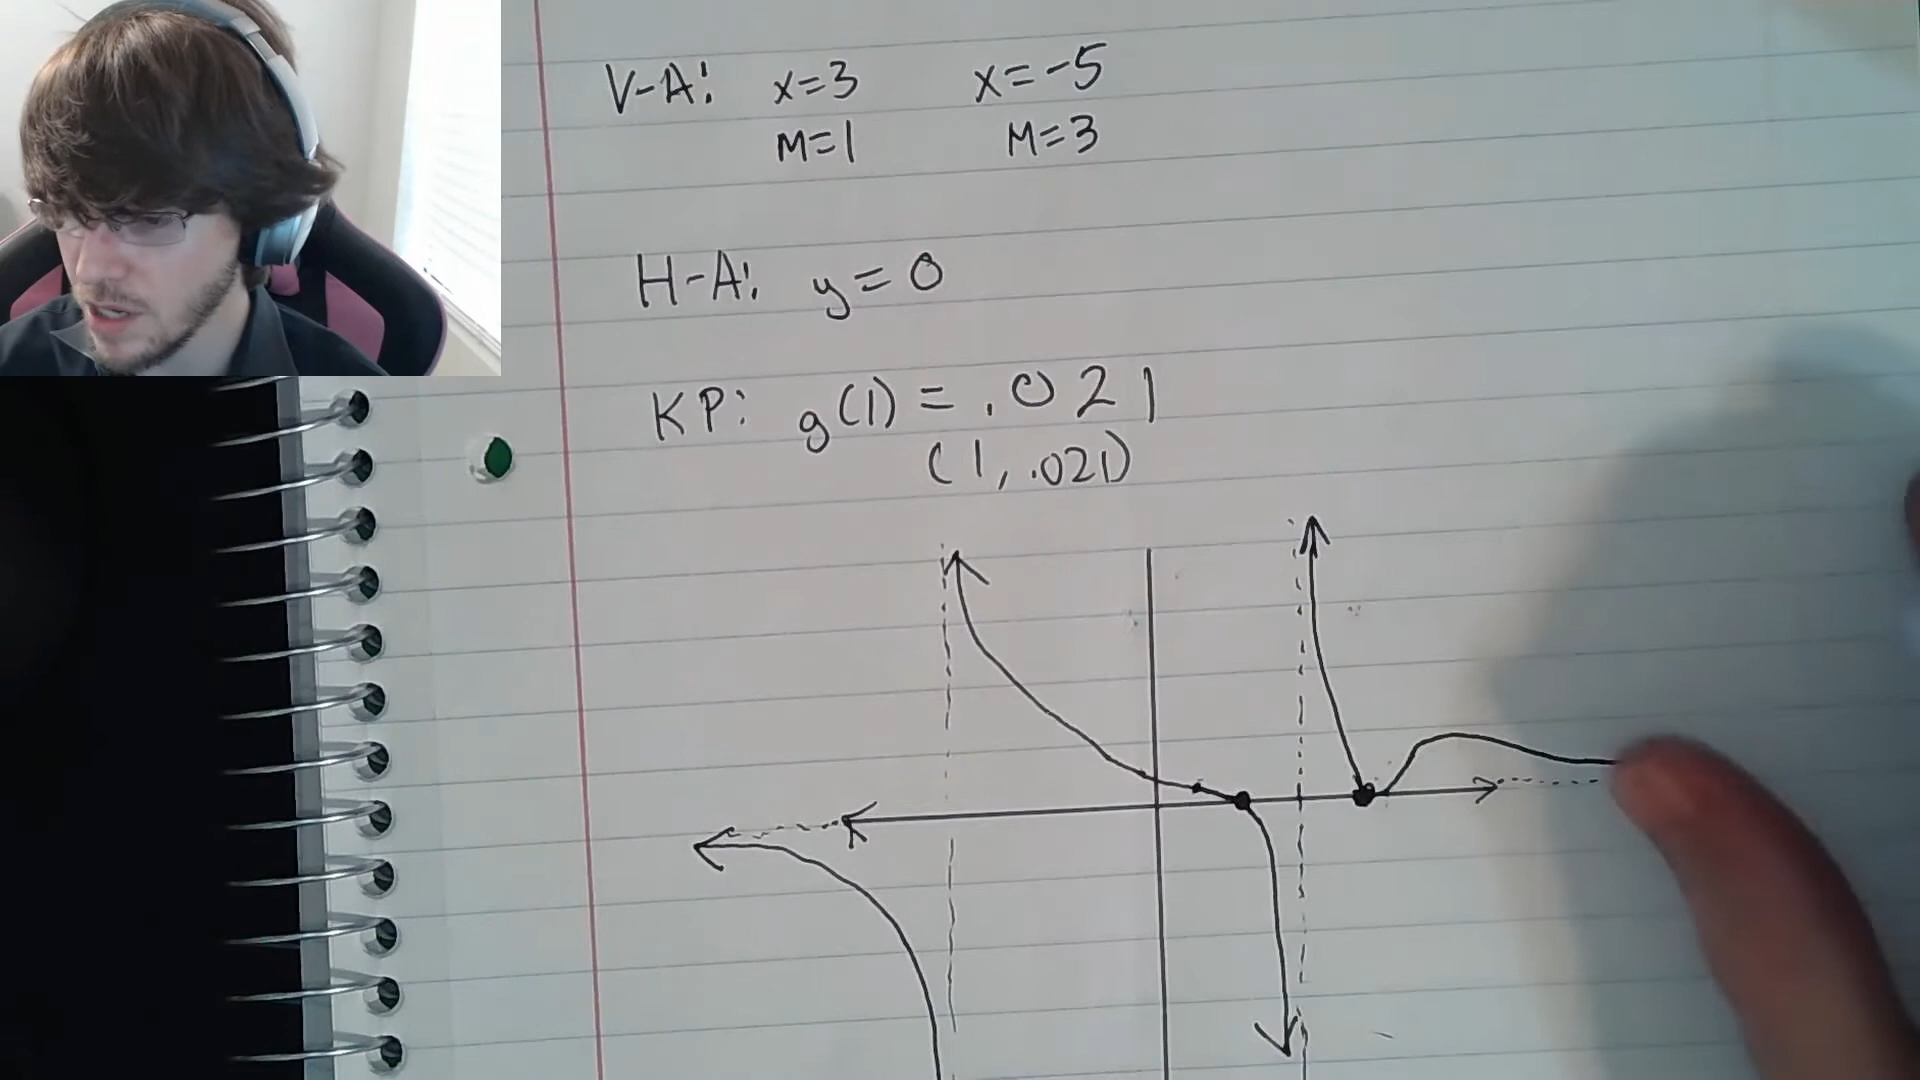 V-A: x=3 x=-5
M=1 M=3
H-A: y=0
KP: g(1) = .021
(1, .021)